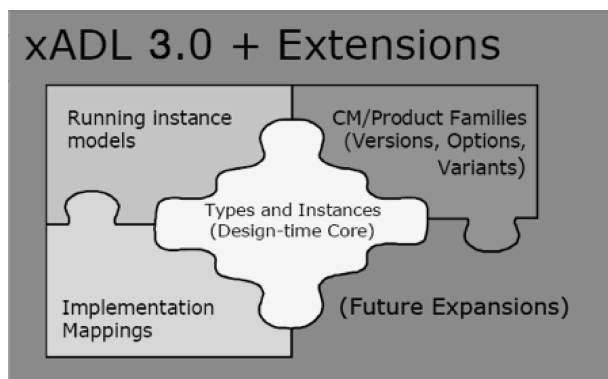 xADL 3.0 + Extensions
Running instance
models
CM/Product Families
(Versions, Options,
Variants)
Types and Instances
(Design-time Core)
Implementation
Mappings
(Future Expansions)